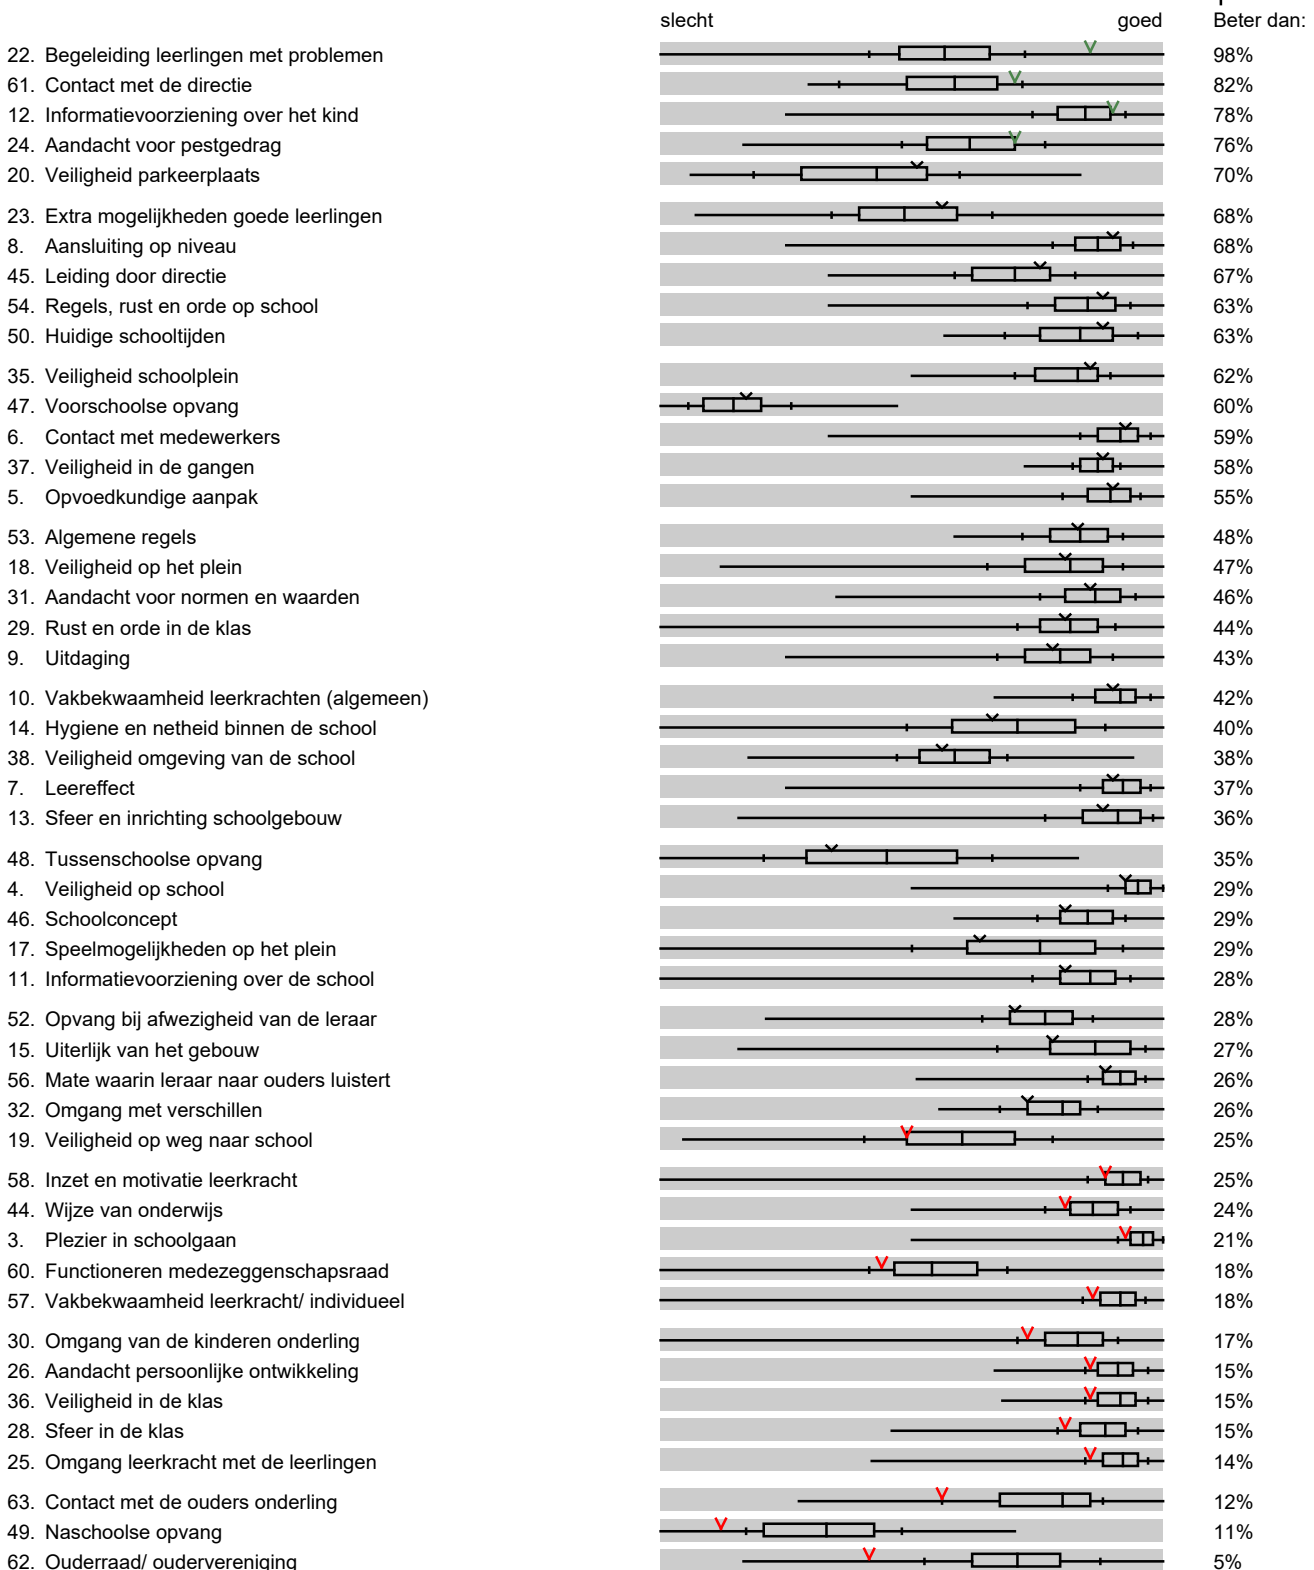 slecht goed Beter dan:
22. Begeleiding leerlingen met problemen 98%
61. Contact met de directie 82%
12. Informatievoorziening over het kind 78%
24. Aandacht voor pestgedrag 76%
20. Veiligheid parkeerplaats 70%
23. Extra mogelijkheden goede leerlingen 68%
8. Aansluiting op niveau 68%
45. Leiding door directie 67%
54. Regels, rust en orde op school 63%
50. Huidige schooltijden 63%
35. Veiligheid schoolplein 62%
47. Voorschoolse opvang 60%
6. Contact met medewerkers 59%
37. Veiligheid in de gangen 58%
5. Opvoedkundige aanpak 55%
53. Algemene regels 48%
18. Veiligheid op het plein 47%
31. Aandacht voor normen en waarden 46%
29. Rust en orde in de klas 44%
9. Uitdaging 43%
10. Vakbekwaamheid leerkrachten (algemeen) 42%
14. Hygiene en netheid binnen de school 40%
38. Veiligheid omgeving van de school 38%
7. Leereffect 37%
13. Sfeer en inrichting schoolgebouw 36%
48. Tussenschoolse opvang 35%
4. Veiligheid op school 29%
46. Schoolconcept 29%
17. Speelmogelijkheden op het plein 29%
11. Informatievoorziening over de school 28%
52. Opvang bij afwezigheid van de leraar 28%
15. Uiterlijk van het gebouw 27%
56. Mate waarin leraar naar ouders luistert 26%
32. Omgang met verschillen 26%
19. Veiligheid op weg naar school 25%
58. Inzet en motivatie leerkracht 25%
44. Wijze van onderwijs 24%
3. Plezier in schoolgaan 21%
60. Functioneren medezeggenschapsraad 18%
57. Vakbekwaamheid leerkracht/ individueel 18%
30. Omgang van de kinderen onderling 17%
26. Aandacht persoonlijke ontwikkeling 15%
36. Veiligheid in de klas 15%
28. Sfeer in de klas 15%
25. Omgang leerkracht met de leerlingen 14%
63. Contact met de ouders onderling 12%
49. Naschoolse opvang 11%
62. Ouderraad/ oudervereniging 5%